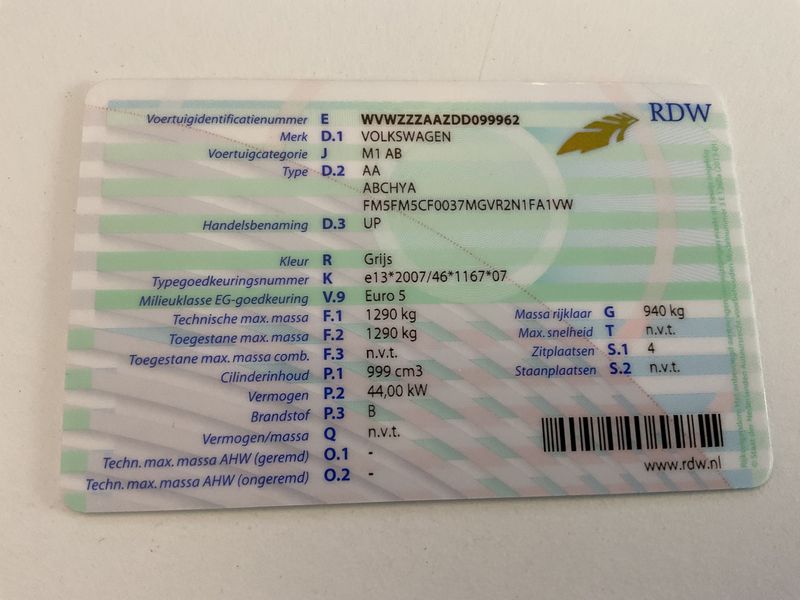 RDW
Voertuigidentificatienummer E WVWZZZAAZDD099962
Merk D.1 VOLKSWAGEN
Voertuigcategorie J M1 AB
Type D.2 AA
ABCHYA
FM5FM5CF0037MGVR2N1FA1VW
Handelsbenaming D.3 UP
Kleur R Grijs
Typegoedkeuringsnummer K e13*2007/46*1167*07
Milieuklasse EG-goedkeuring V.9 Euro 5
Technische max. massa F.1 1290 kg Massa rijklaar G 940 kg
Toegestane max. massa F.2 1290 kg Max. snelheid T n.v.t.
Toegestane max. massa comb. F.3 n.v.t. Zitplaatsen S.1 4
Cilinderinhoud P.1 999 cm3 Staanplaatsen S.2 n.v.t.
Vermogen P.2 44,00 kW
Brandstof P.3 B
Vermogen/massa Q n.v.t.
Techn. max. massa AHW (geremd) O.1 -
Techn. max. massa AHW (ongeremd) O.2 -
www.rdw.nl